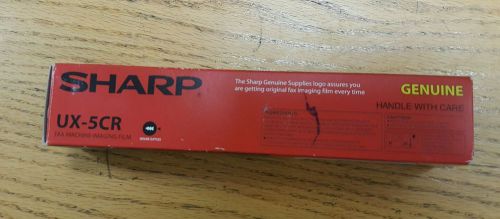 SHARP
The Sharp Genuine Supplies logo assures you
are getting original fax imaging film every time
GENUINE
HANDLE WITH CARE
UX-5CR
FAX MACHINE IMAGING FILM